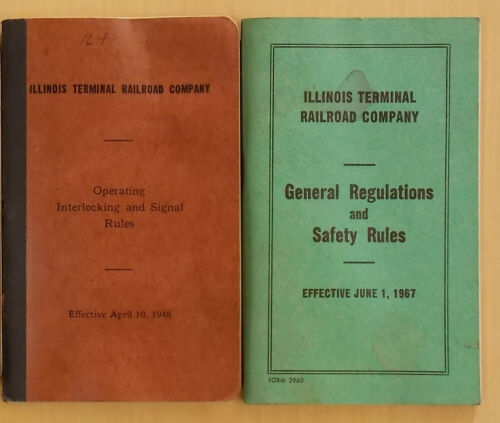 164
ILLINOIS TERMINAL RAILROAD COMPANY
Operating
Interlocking and Signal
Rules
Effective April 10, 1948
ILLINOIS TERMINAL
RAILROAD COMPANY
General Regulations
and
Safety Rules
EFFECTIVE JUNE 1, 1967
FORM 2960